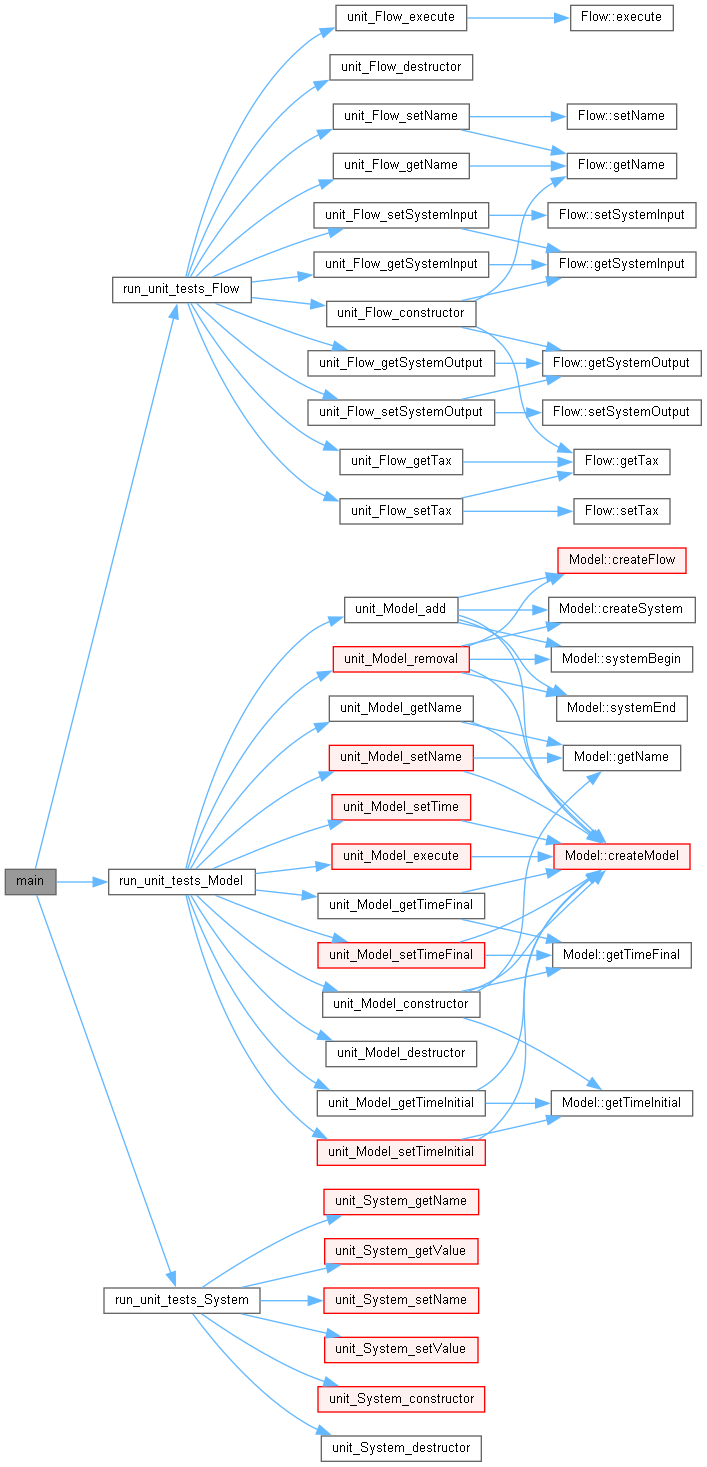 unit_Flow_execute
Flow::execute
unit_Flow_destructor
unit_Flow_setName
Flow::setName
unit_Flow_getName
Flow::getName
unit_Flow_setSystemInput
Flow::setSystemInput
unit_Flow_getSystemInput
Flow::getSystemInput
run_unit_tests_Flow
unit_Flow_constructor
unit_Flow_getSystemOutput
Flow::getSystemOutput
unit_Flow_setSystemOutput
Flow::setSystemOutput
unit_Flow_getTax
Flow::getTax
unit_Flow_setTax
Flow::setTax
Model::createFlow
unit_Model_add
Model::createSystem
unit_Model_removal
Model::systemBegin
unit_Model_getName
Model::systemEnd
unit_Model_setName
Model::getName
unit_Model_setTime
unit_Model_execute
Model::createModel
main
run_unit_tests_Model
unit_Model_getTimeFinal
unit_Model_setTimeFinal
Model::getTimeFinal
unit_Model_constructor
unit_Model_destructor
unit_Model_getTimeInitial
Model::getTimeInitial
unit_Model_setTimeInitial
unit_System_getName
unit_System_getValue
run_unit_tests_System
unit_System_setName
unit_System_setValue
unit_System_constructor
unit_System_destructor